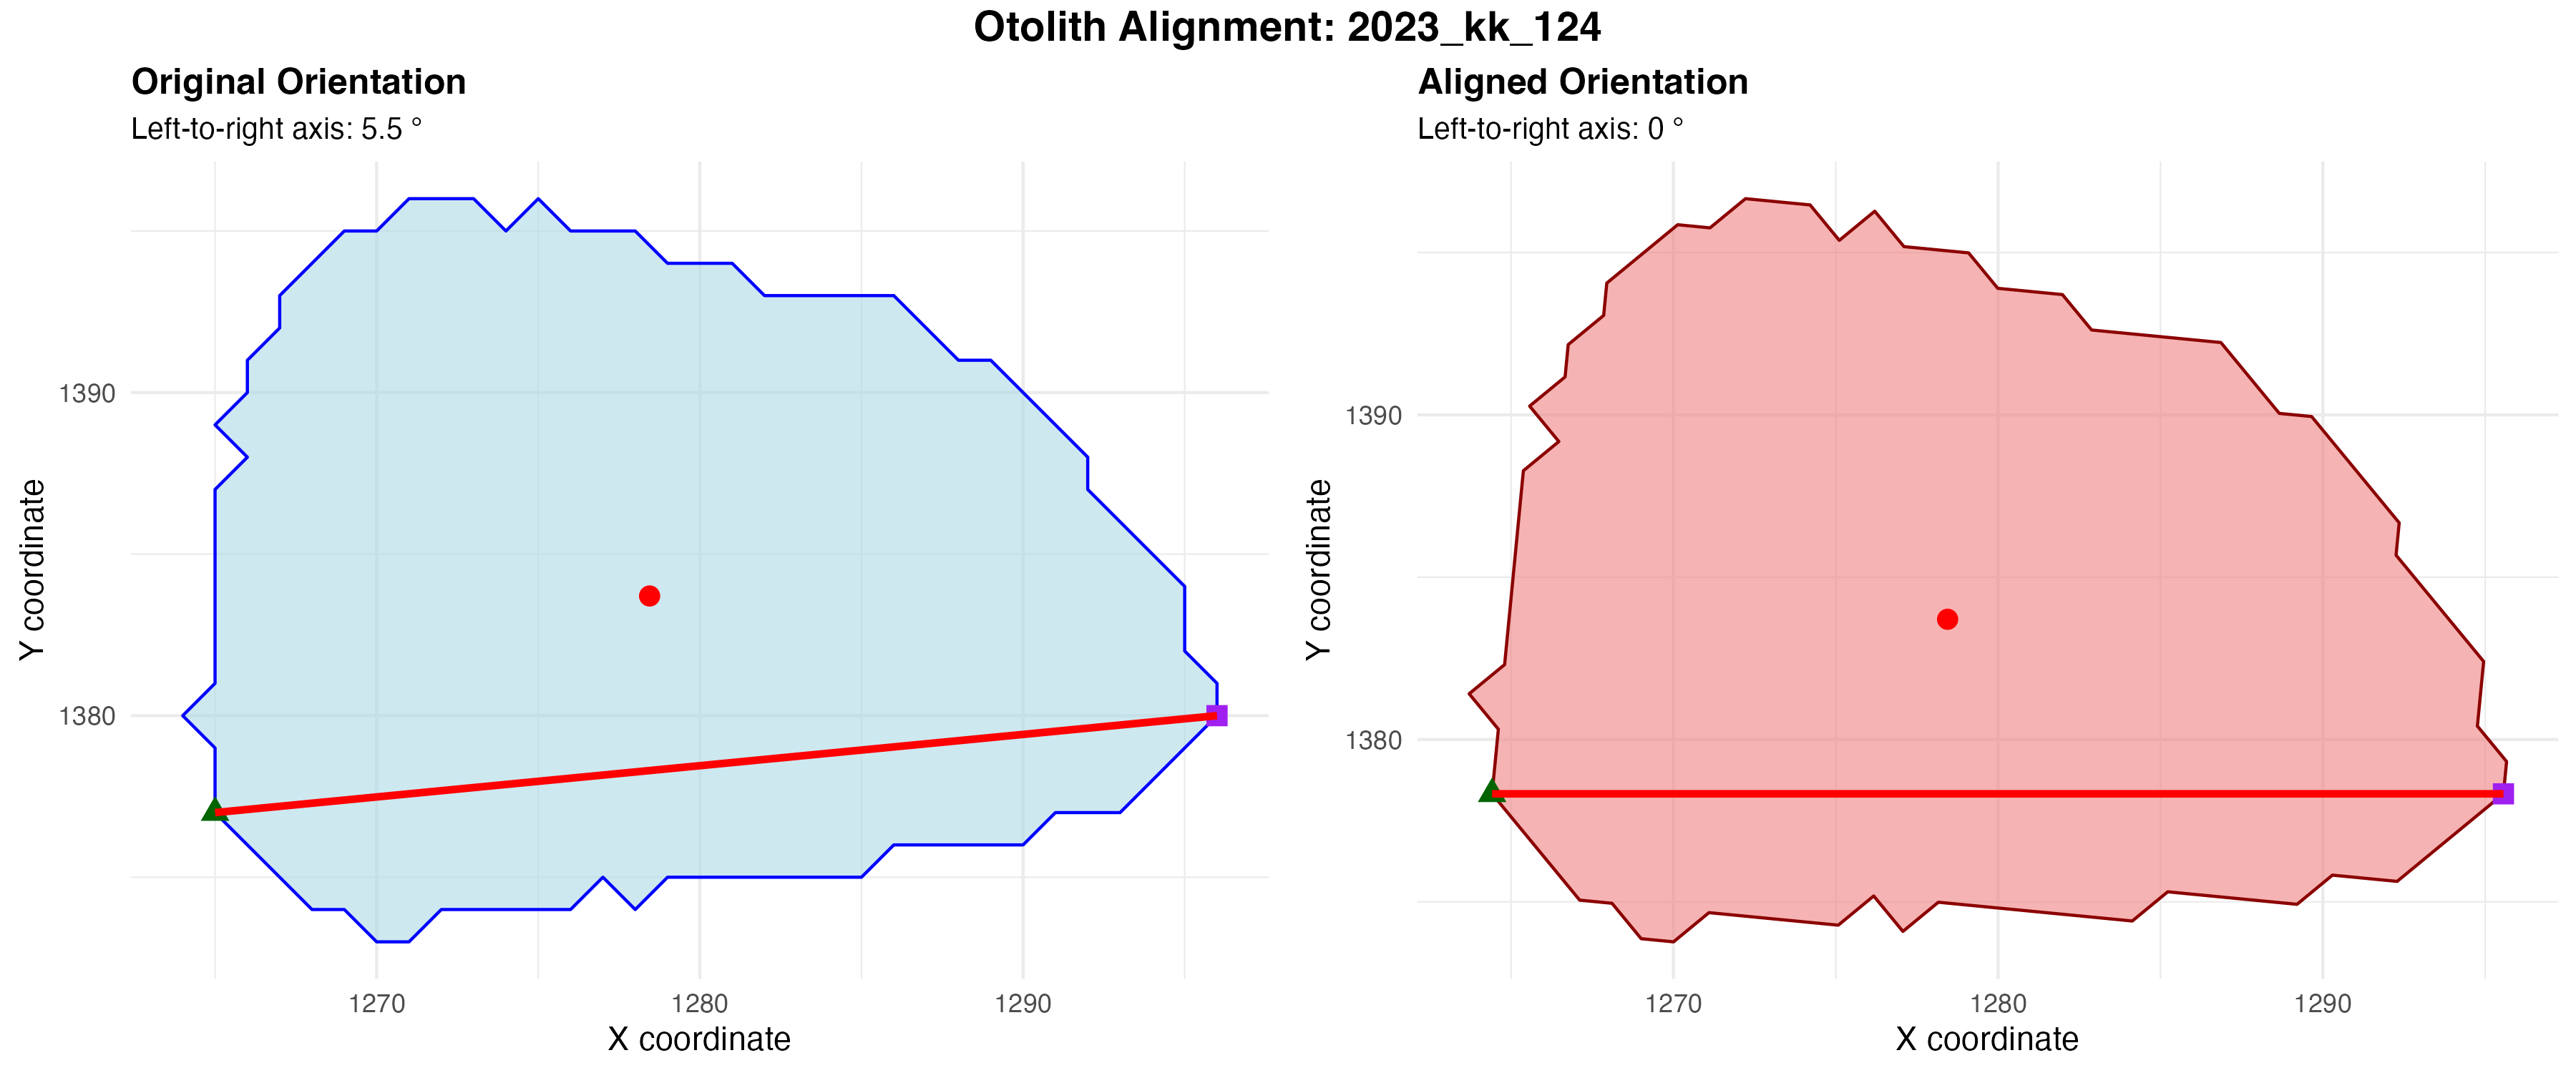 Otolith Alignment: 2023_kk_124
Original Orientation
Left-to-right axis: 5.5 °
1390
1380
Y coordinate
1270 1280 1290
X coordinate
Aligned Orientation
Left-to-right axis: 0 °
1390
1380
Y coordinate
1270 1280 1290
X coordinate